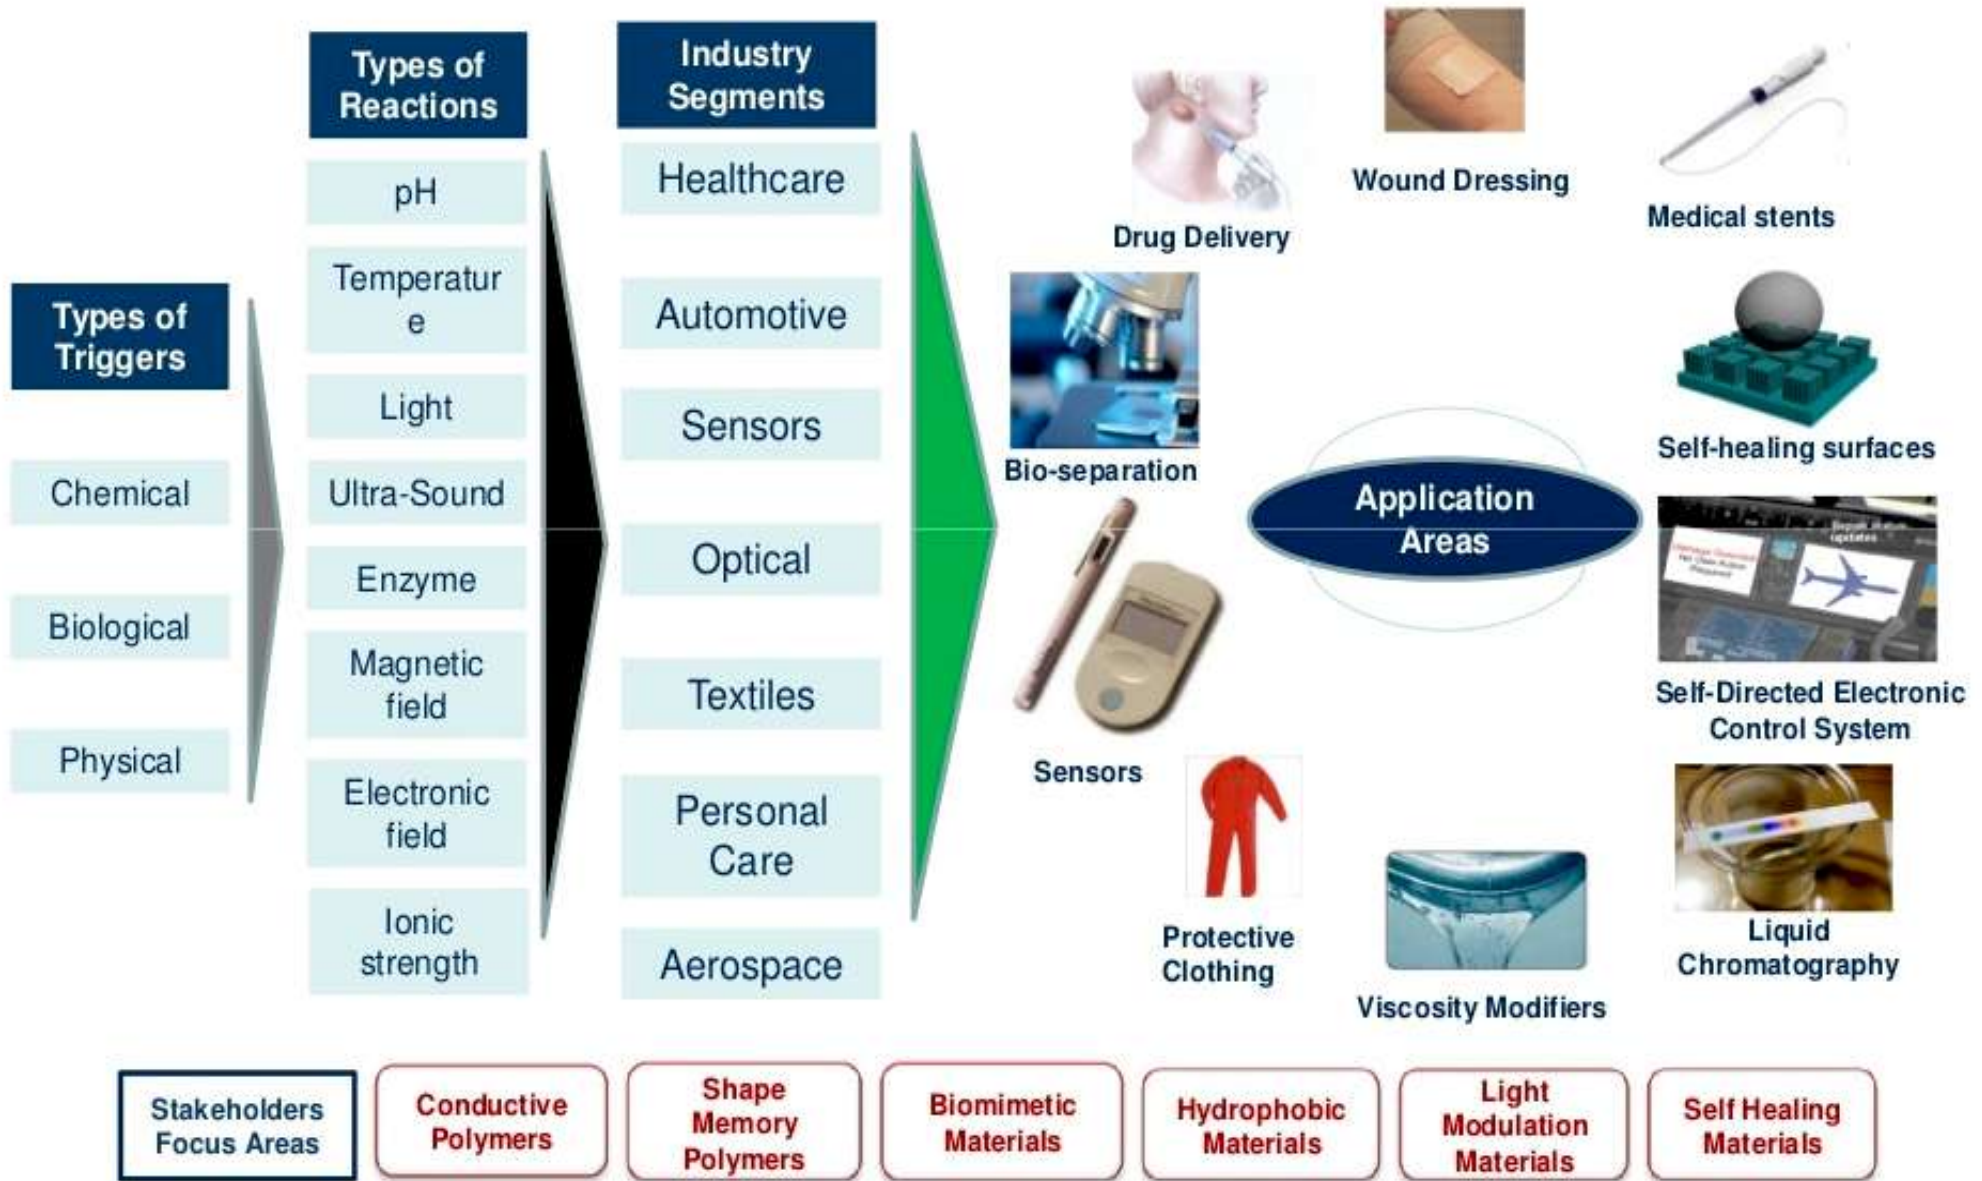 Types of
Triggers
Chemical
Biological
Physical
Types of
Reactions
pH
Temperatur
e
Light
Ultra-Sound
Enzyme
Magnetic
field
Electronic
field
Ionic
strength
Industry
Segments
Healthcare
Automotive
Sensors
Optical
Textiles
Personal
Care
Aerospace
Drug Delivery
Wound Dressing
Medical stents
Bio-separation
Self-healing surfaces
Application
Areas
updates
Self-Directed Electronic
Control System
Sensors
Protective
Clothing
Viscosity Modifiers
Liquid
Chromatography
Stakeholders
Focus Areas
Conductive
Polymers
Shape
Memory
Polymers
Biomimetic
Materials
Hydrophobic
Materials
Light
Modulation
Materials
Self Healing
Materials